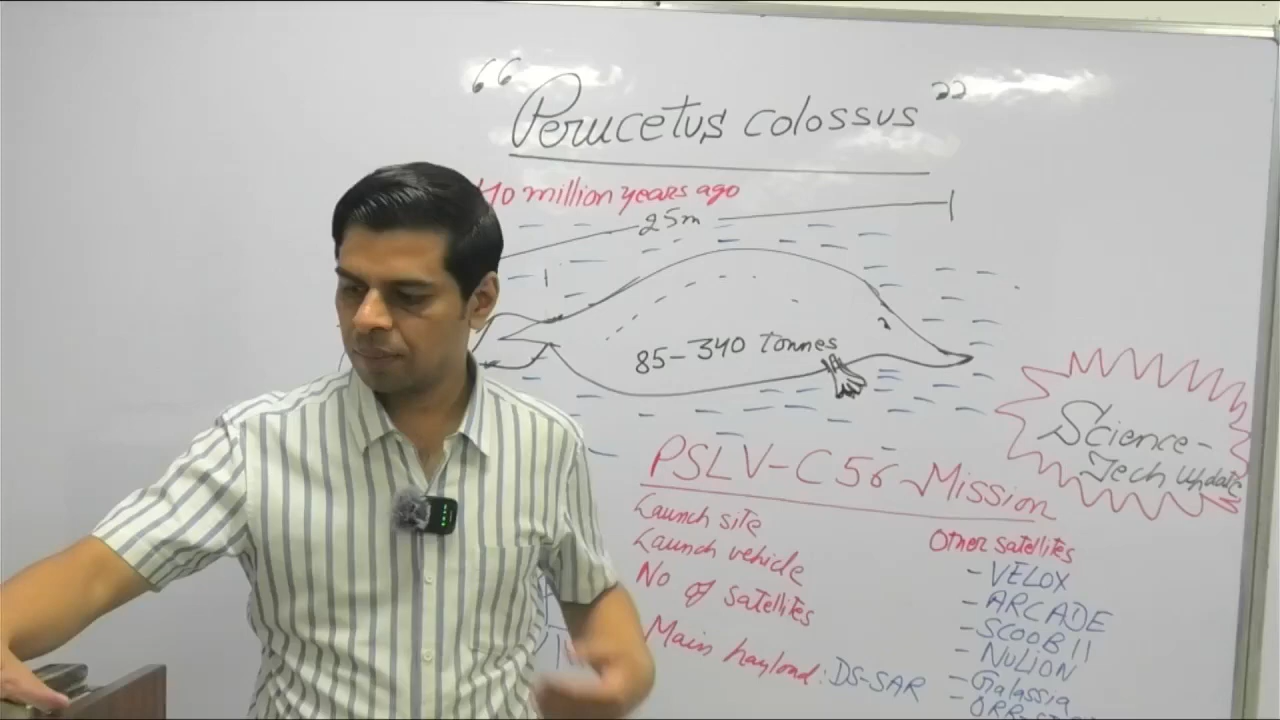 “Perucetus colossus”
40 million years ago
25m
85-340 Tonnes
Science-
Tech Update
PSLV-C56 Mission
Launch site
Launch vehicle
No of satellites
Main payload: DS-SAR
Other satellites
- VELOX
- ARCADE
- SCOOB II
- NULION
- Galassia